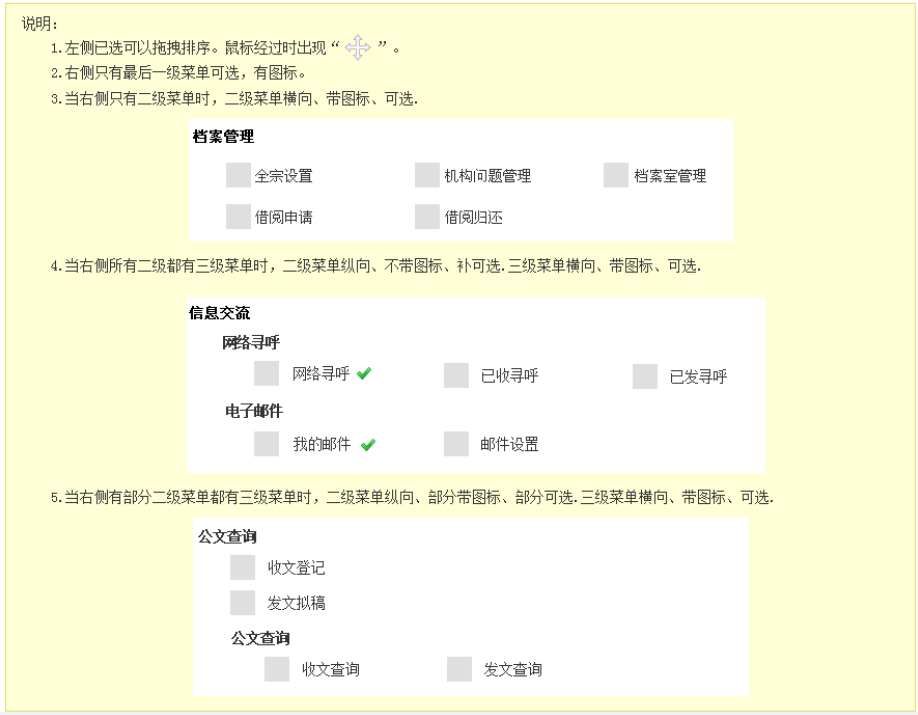 说明：
1.左侧已选可以拖拽排序。鼠标经过时出现“ ”。
2.右侧只有最后一级菜单可选，有图标。
3.当右侧只有二级菜单时，二级菜单横向、带图标、可选.
档案管理
全宗设置 机构问题管理 档案室管理
借阅申请 借阅归还
4.当右侧所有二级都有三级菜单时，二级菜单纵向、不带图标、补可选.三级菜单横向、带图标、可选.
信息交流
网络寻呼
网络寻呼 已收寻呼 已发寻呼
电子邮件
我的邮件 邮件设置
5.当右侧有部分二级菜单都有三级菜单时，二级菜单纵向、部分带图标、部分可选.三级菜单横向、带图标、可选.
公文查询
收文登记
发文拟稿
公文查询
收文查询 发文查询